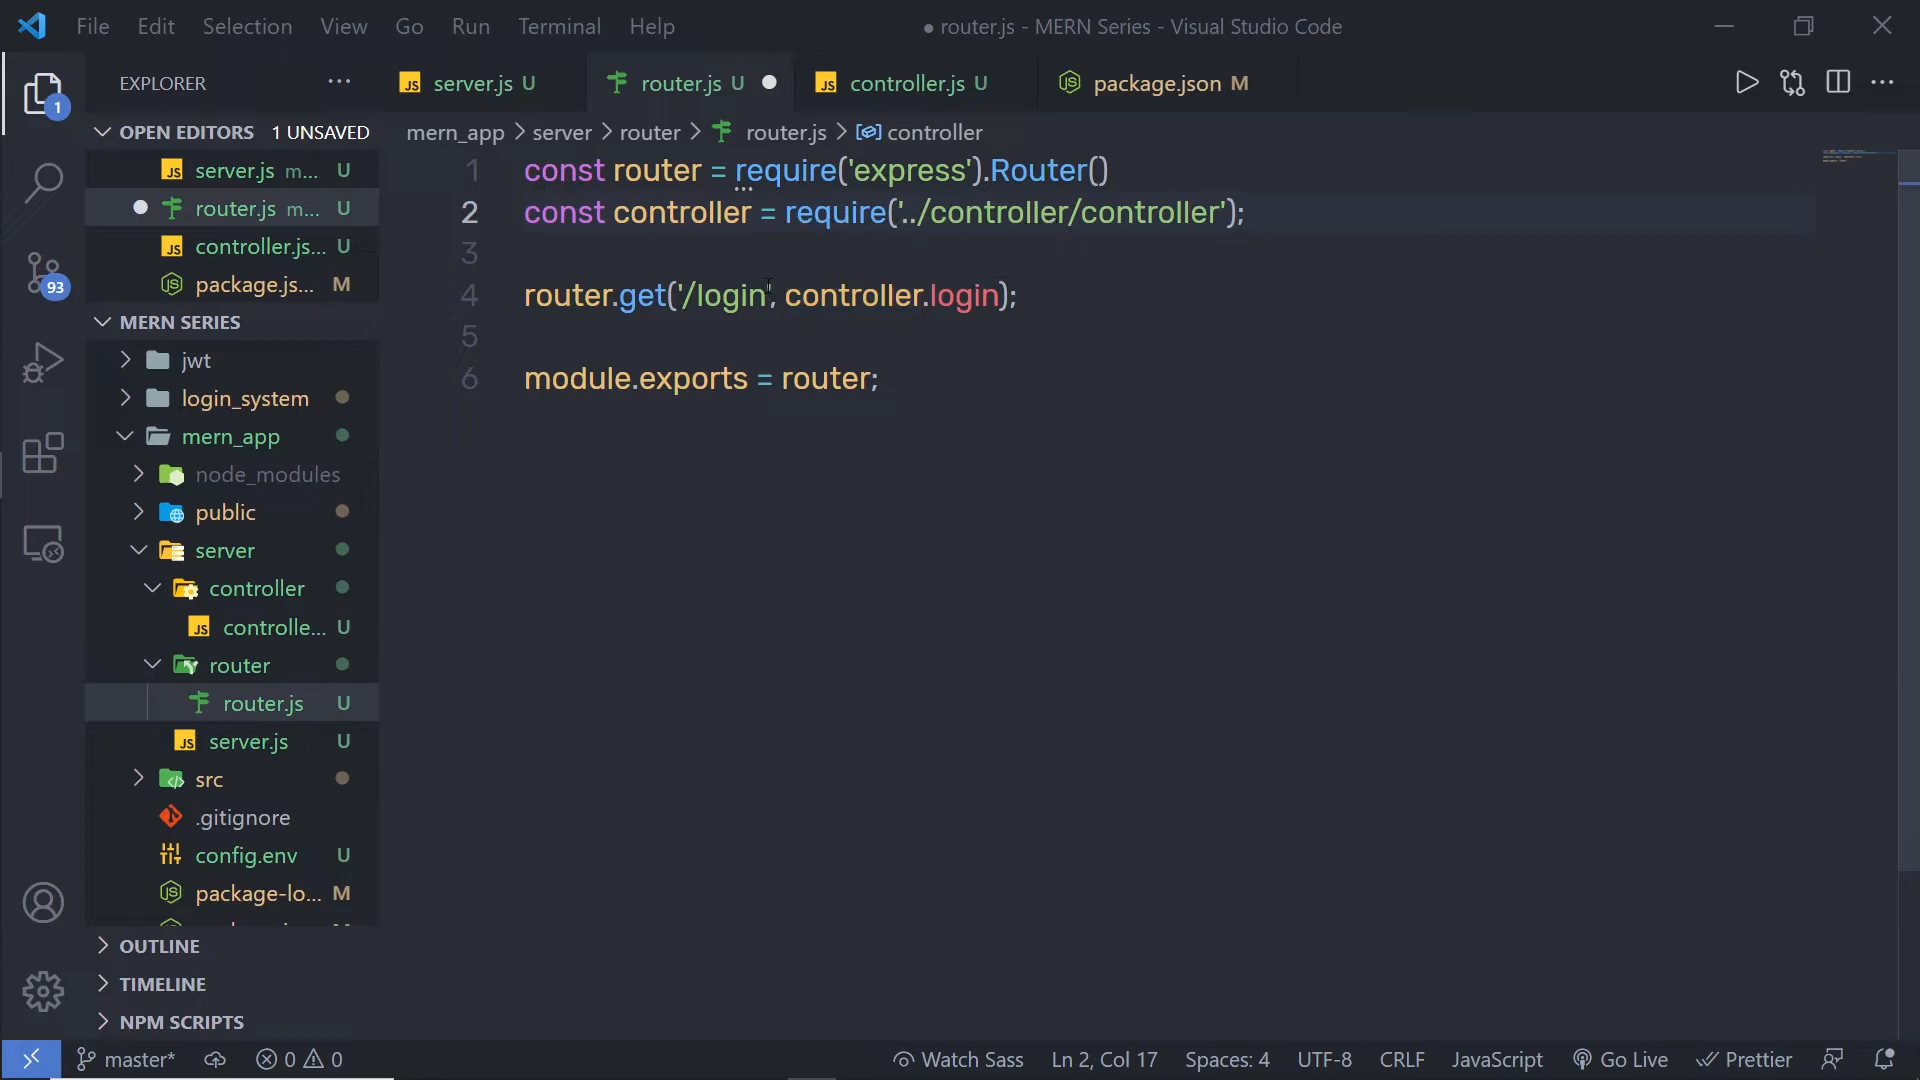 File Edit Selection View Go Run Terminal Help
● router.js - MERN Series - Visual Studio Code
EXPLORER
server.js U
router.js U
controller.js U
package.json M
1
OPEN EDITORS 1 UNSAVED
mern_app > server > router > router.js > controller
server.js m... U
router.js m... U
controller.js... U
package.js... M
1 const router = require('express').Router()
2 const controller = require('../controller/controller');
3
4 router.get('/login', controller.login);
5
6 module.exports = router;
93
MERN SERIES
jwt
login_system
mern_app
node_modules
public
server
controller
controlle... U
router
router.js U
server.js U
src
.gitignore
config.env U
package-lo... M
OUTLINE
TIMELINE
NPM SCRIPTS
master* 0 0 Watch Sass Ln 2, Col 17 Spaces: 4 UTF-8 CRLF JavaScript Go Live Prettier